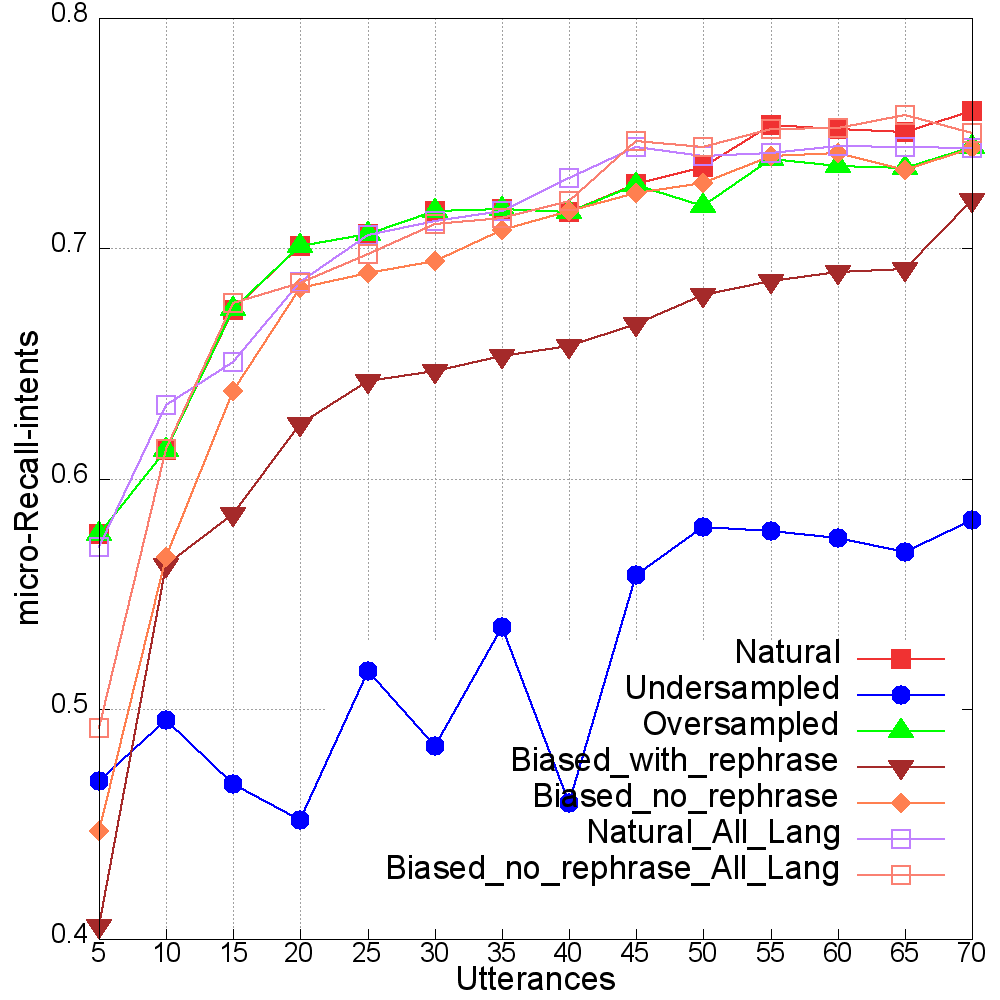 0.8
0.7
0.6
0.5
0.4
micro-Recall-intents
Natural
Undersampled
Oversampled
Biased_with_rephrase
Biased_no_rephrase
Natural_All_Lang
Biased_no_rephrase_All_Lang
5 10 15 20 25 30 35 40 45 50 55 60 65 70
Utterances